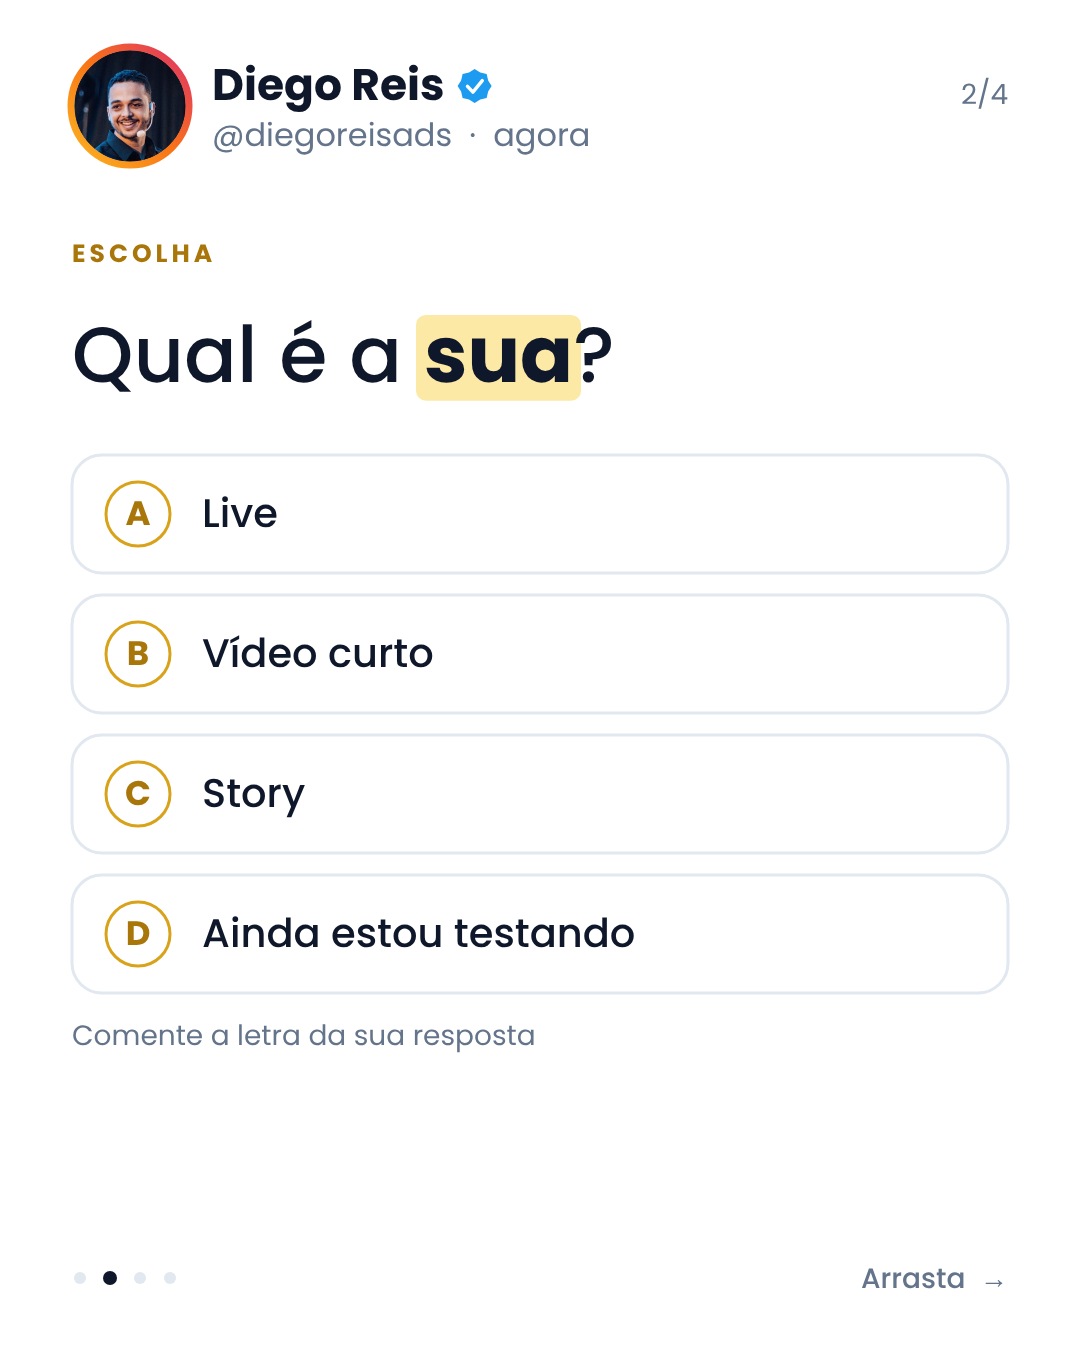 Diego Reis
@diegoreisads · agora
2/4
ESCOLHA
Qual é a sua?
A Live
B Vídeo curto
C Story
D Ainda estou testando
Comente a letra da sua resposta
Arrasta →